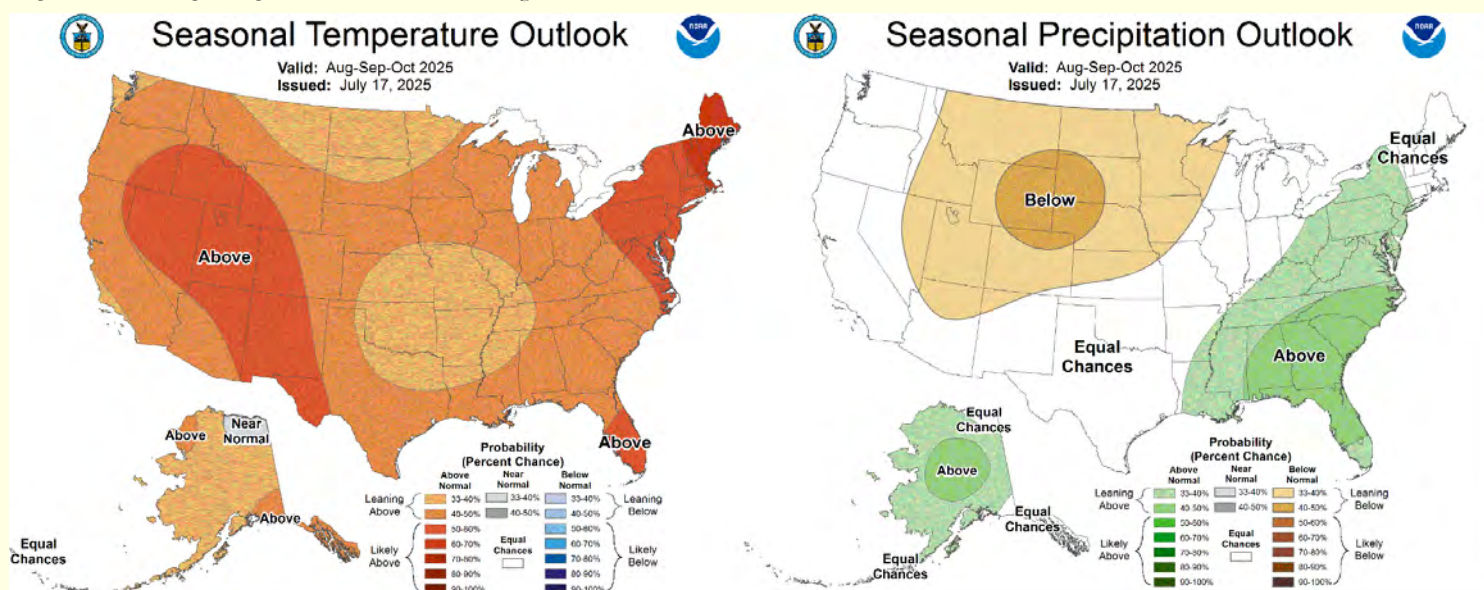 Seasonal Temperature Outlook
NOAA
Valid: Aug-Sep-Oct 2025
Issued: July 17, 2025
Above
Above
Above
Above
Near
Normal
Above
Equal
Chances
Probability
(Percent Chance)
Above
Normal
Near
Normal
Below
Normal
Leaning
Above
33-40%
33-40%
33-40%
Leaning
Below
40-50%
40-50%
40-50%
Likely
Above
50-60%
60-70%
70-80%
80-90%
90-100%
Equal
Chances
50-60%
60-70%
70-80%
80-90%
90-100%
Likely
Below
Seasonal Precipitation Outlook
NOAA
Valid: Aug-Sep-Oct 2025
Issued: July 17, 2025
Equal
Chances
Below
Equal
Chances
Above
Equal
Chances
Above
Equal
Chances
Equal
Chances
Probability
(Percent Chance)
Above
Normal
Near
Normal
Below
Normal
Leaning
Above
33-40%
33-40%
33-40%
Leaning
Below
40-50%
40-50%
40-50%
Likely
Above
50-60%
60-70%
70-80%
80-90%
90-100%
Equal
Chances
50-60%
60-70%
70-80%
80-90%
90-100%
Likely
Below